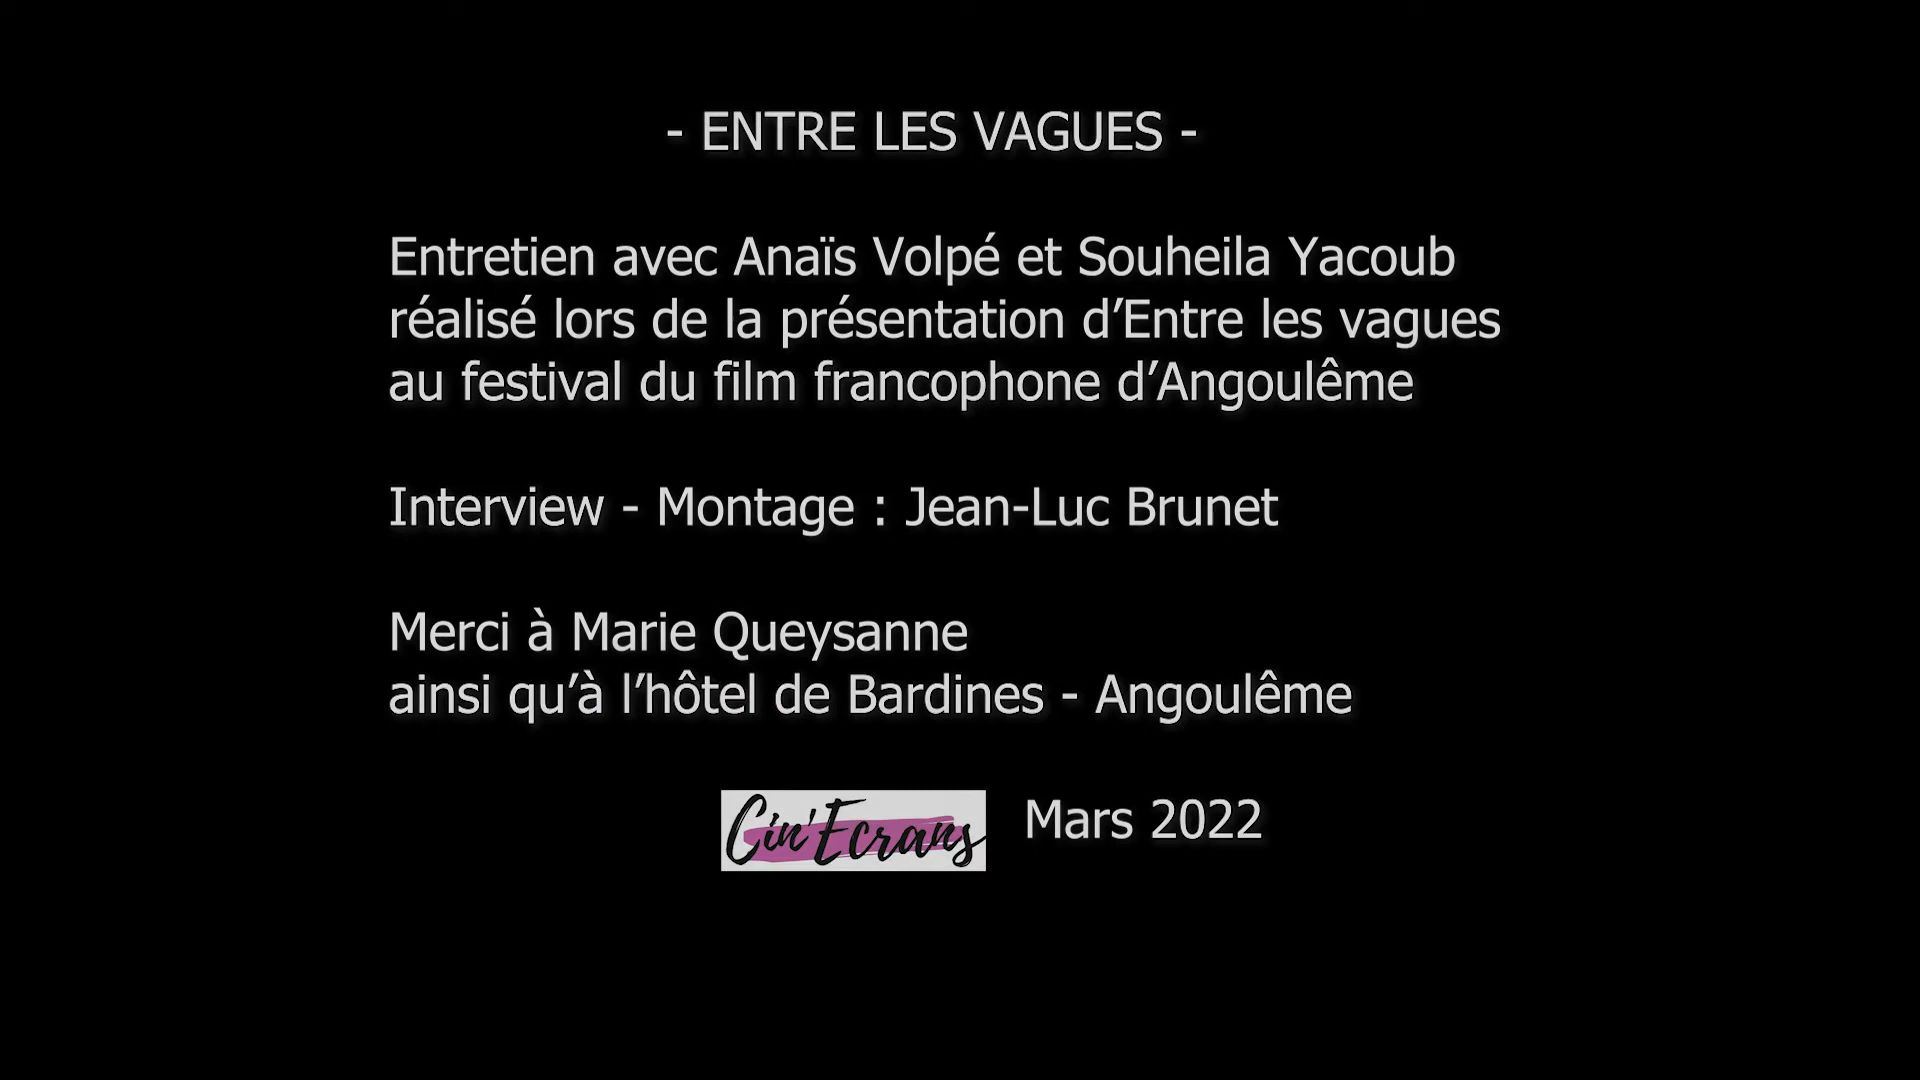 - ENTRE LES VAGUES -
Entretien avec Anaïs Volpé et Souheila Yacoub
réalisé lors de la présentation d’Entre les vagues
au festival du film francophone d’Angoulême
Interview - Montage : Jean-Luc Brunet
Merci à Marie Queysanne
ainsi qu’à l’hôtel de Bardines - Angoulême
Cin'Ecrans Mars 2022